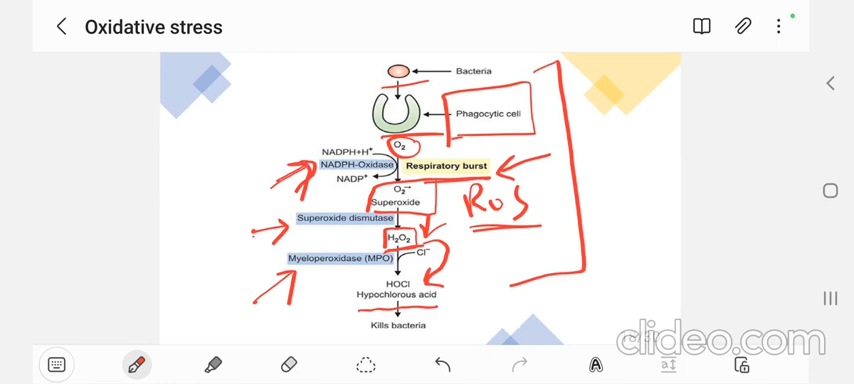 Oxidative stress
Bacteria
Phagocytic cell
O₂
NADPH+H⁺
NADPH-Oxidase
Respiratory burst
NADP⁺
O₂⁻•
Superoxide
ROS
Superoxide dismutase
H₂O₂
Cl⁻
Myeloperoxidase (MPO)
HOCl
Hypochlorous acid
Kills bacteria
clideo.com